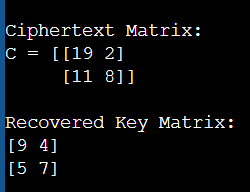 Ciphertext Matrix:
C = [[19 2]
[11 8]]
Recovered Key Matrix:
[9 4]
[5 7]